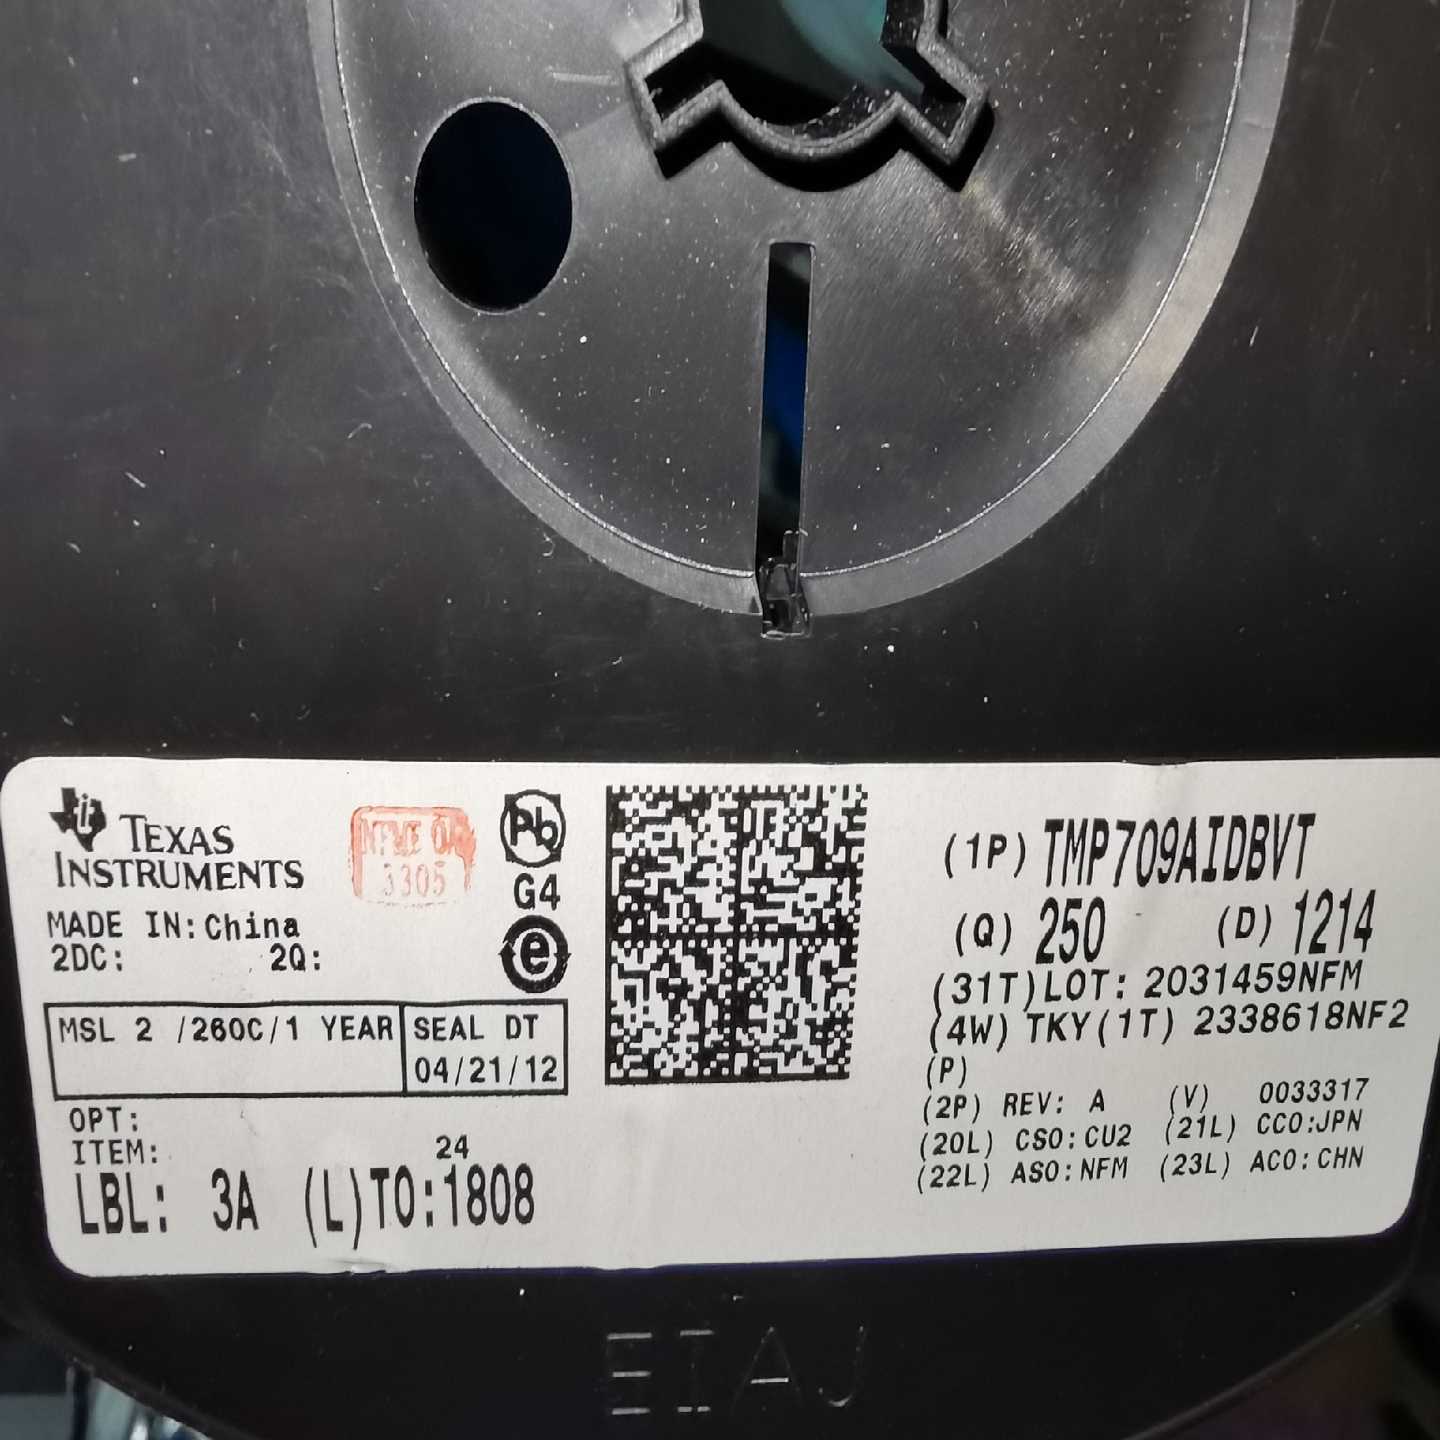 TEXAS
INSTRUMENTS
MADE IN: China
2DC: 2Q:
MSL 2 /260C/1 YEAR
SEAL DT
04/21/12
OPT:
ITEM: 24
LBL: 3A (L)TO:1808
3305
Pb
G4
e
(1P) TMP709AIDBVT
(Q) 250 (D) 1214
(31T)LOT: 2031459NFM
(4W) TKY(1T) 2338618NF2
(P)
(2P) REV: A (V) 0033317
(20L) CSO:CU2 (21L) CCO:JPN
(22L) ASO:NFM (23L) ACO:CHN
EIAJ